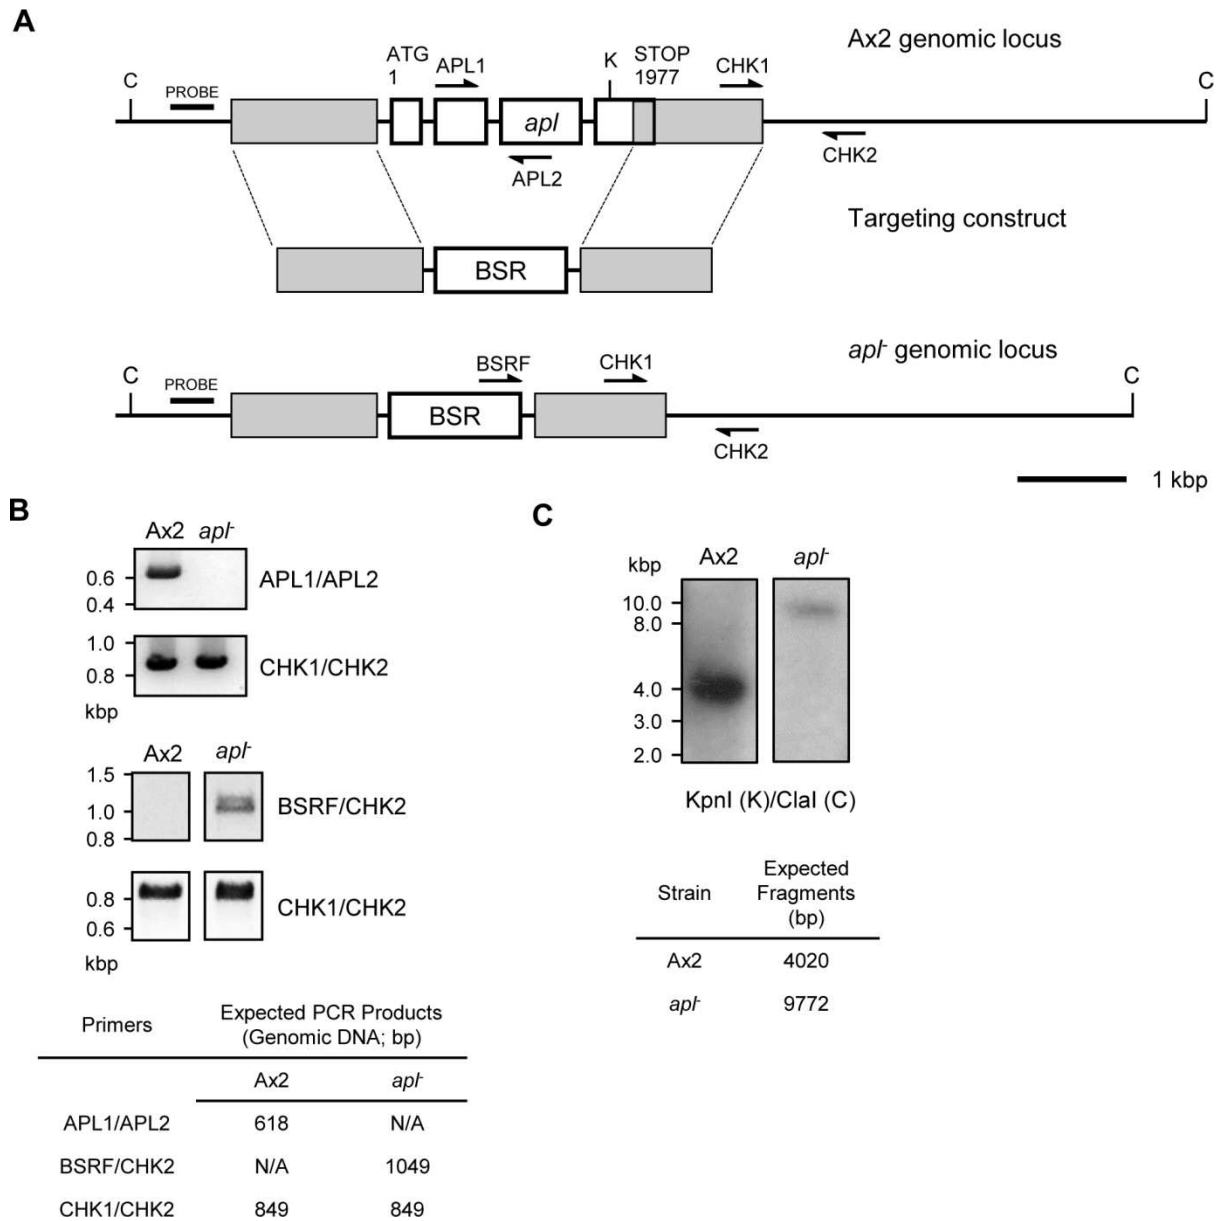 A
Ax2 genomic locus
C
PROBE
ATG
1
APL1
K
STOP
1977
CHK1
C
apl
APL2
CHK2
Targeting construct
BSR
apl- genomic locus
C
PROBE
BSRF
CHK1
C
BSR
CHK2
1 kbp
B
Ax2 apl-
0.6
0.4
APL1/APL2
1.0
0.8
CHK1/CHK2
kbp
Ax2 apl-
1.5
1.0
0.8
BSRF/CHK2
0.8
0.6
CHK1/CHK2
kbp
Primers
Expected PCR Products
(Genomic DNA; bp)
Ax2 apl-
APL1/APL2 618 N/A
BSRF/CHK2 N/A 1049
CHK1/CHK2 849 849
C
kbp Ax2 apl-
10.0
8.0
4.0
3.0
2.0
KpnI (K)/ClaI (C)
Strain
Expected
Fragments
(bp)
Ax2 4020
apl- 9772